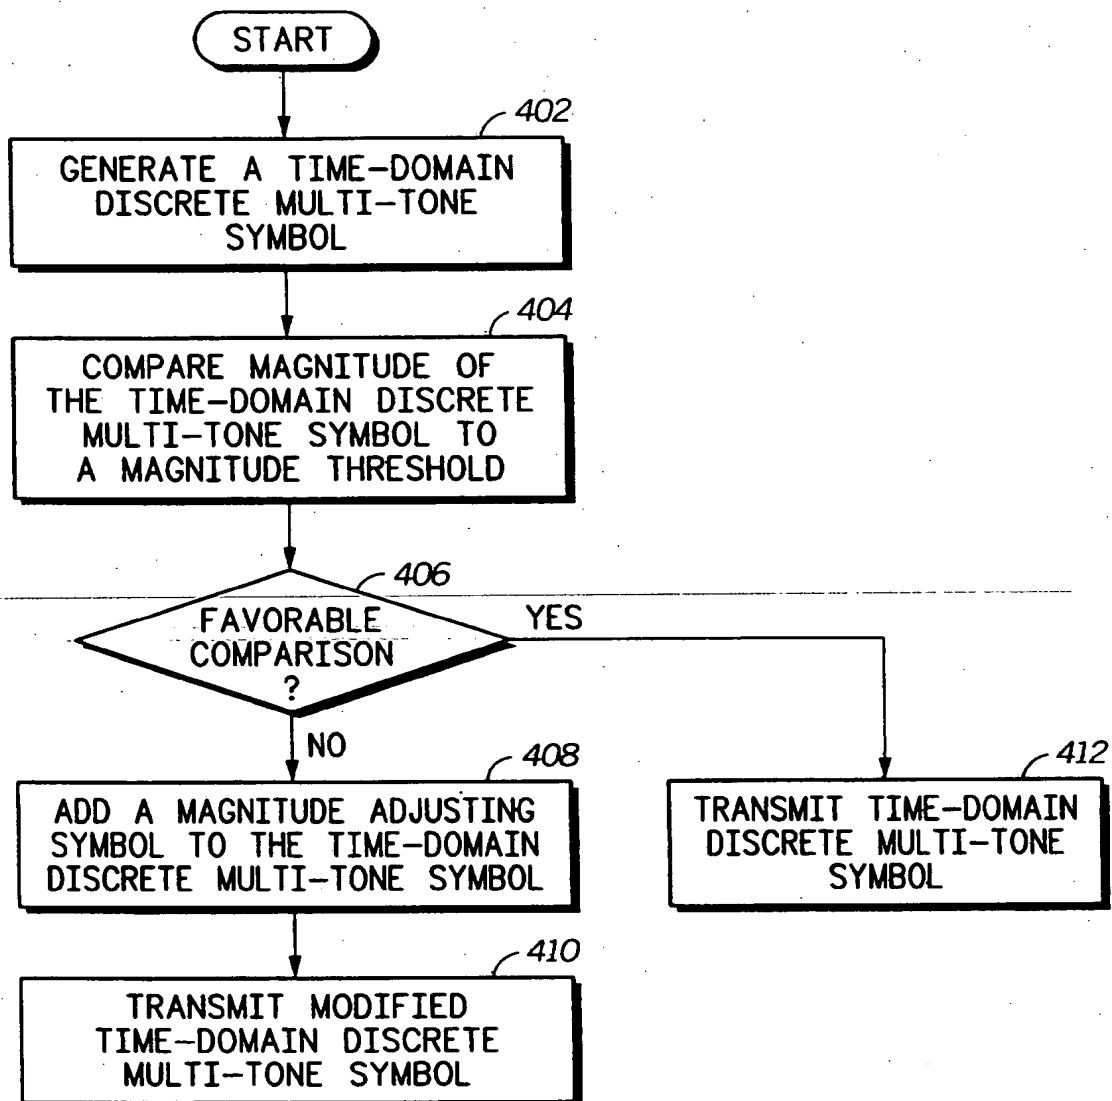 START
402
GENERATE A TIME-DOMAIN
DISCRETE MULTI-TONE
SYMBOL
404
COMPARE MAGNITUDE OF
THE TIME-DOMAIN DISCRETE
MULTI-TONE SYMBOL TO
A MAGNITUDE THRESHOLD
406
FAVORABLE
COMPARISON
?
YES
NO
408
ADD A MAGNITUDE ADJUSTING
SYMBOL TO THE TIME-DOMAIN
DISCRETE MULTI-TONE SYMBOL
412
TRANSMIT TIME-DOMAIN
DISCRETE MULTI-TONE
SYMBOL
410
TRANSMIT MODIFIED
TIME-DOMAIN DISCRETE
MULTI-TONE SYMBOL